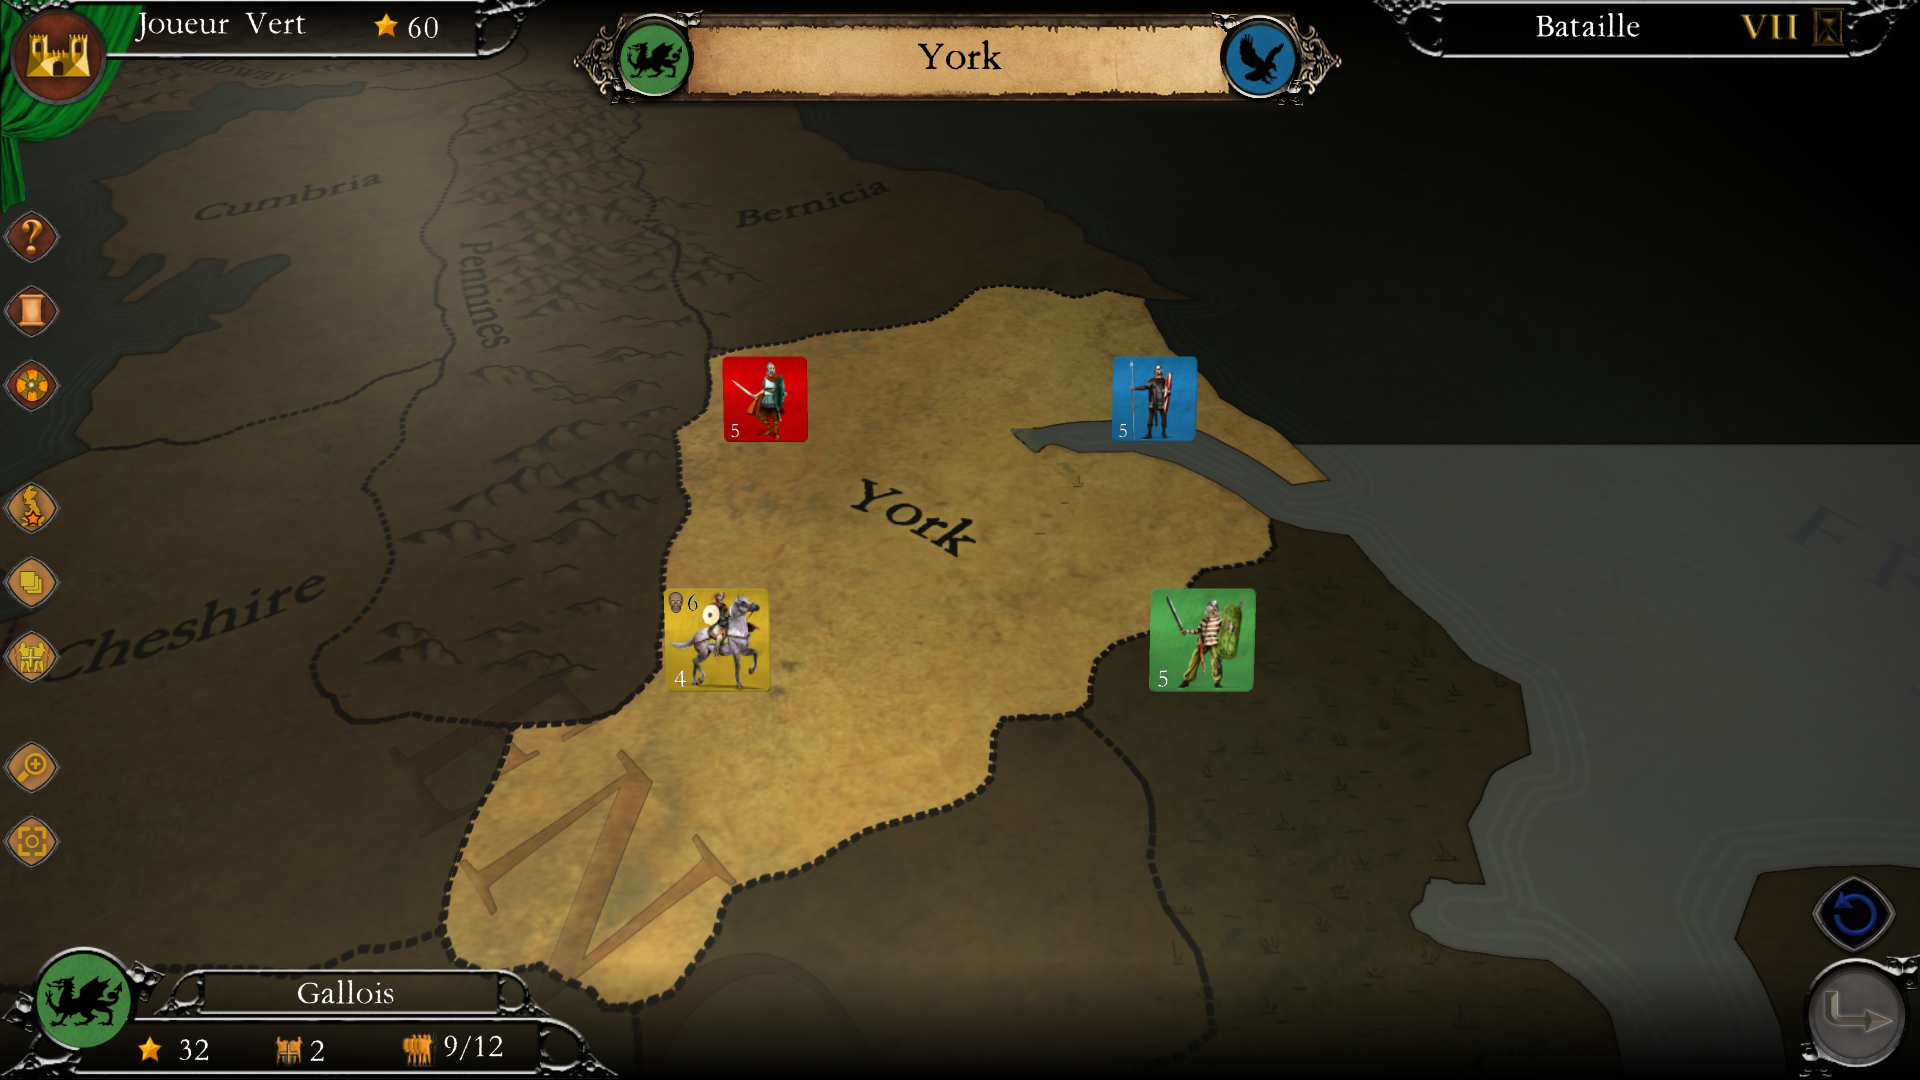 Joueur Vert
60
York
Bataille
VII
Cumbria
Bernicia
Pennines
5
5
York
Cheshire
6
4
5
Gallois
32
2
9/12